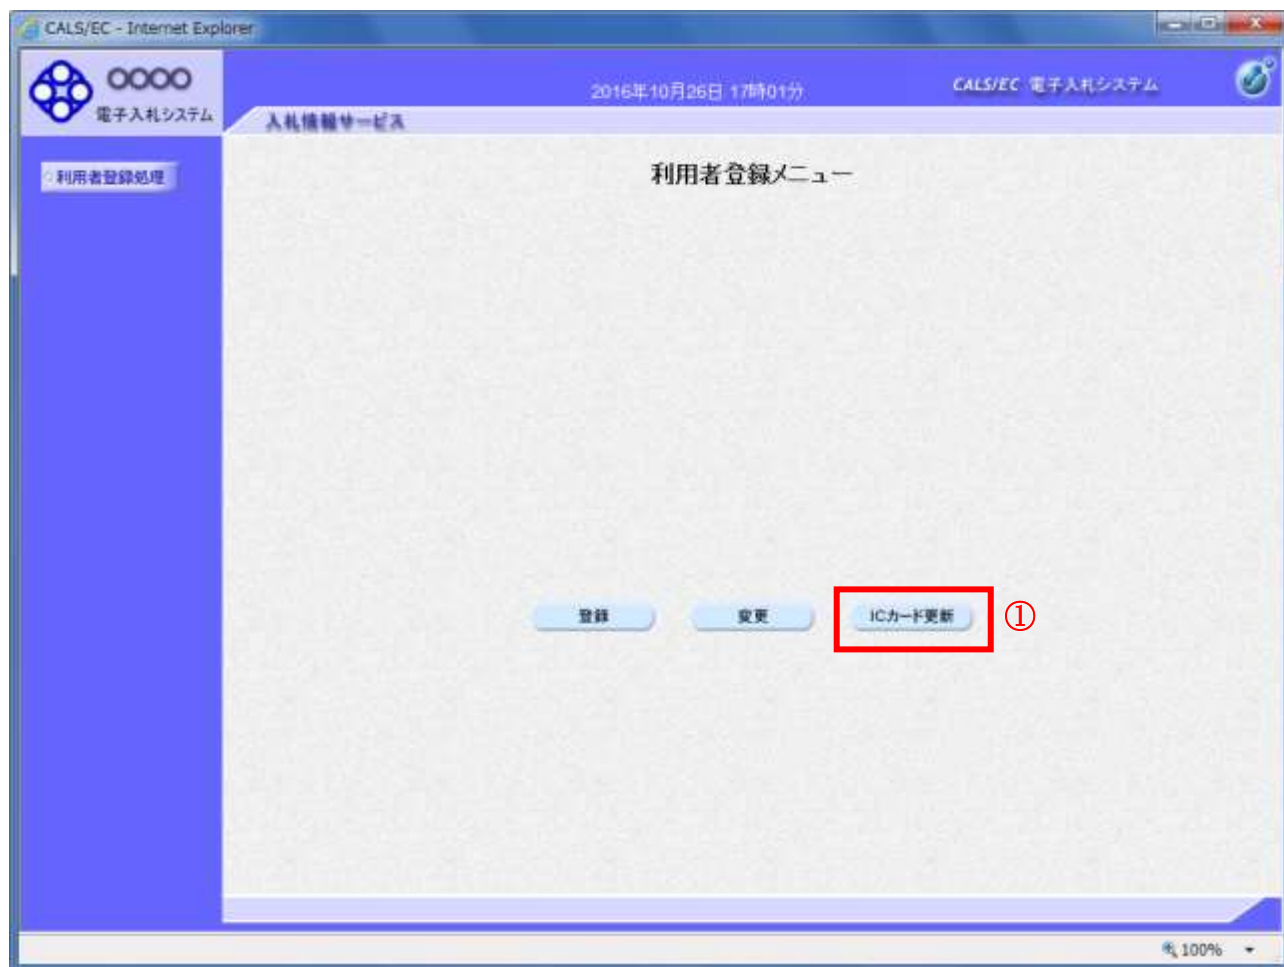 CALS/EC - Internet Explorer
〇〇〇〇
電子入札システム
2016年10月26日 17時01分
CALS/EC 電子入札システム
入札情報サービス
利用者登録処理
利用者登録メニュー
登録
変更
ICカード更新
①
100%